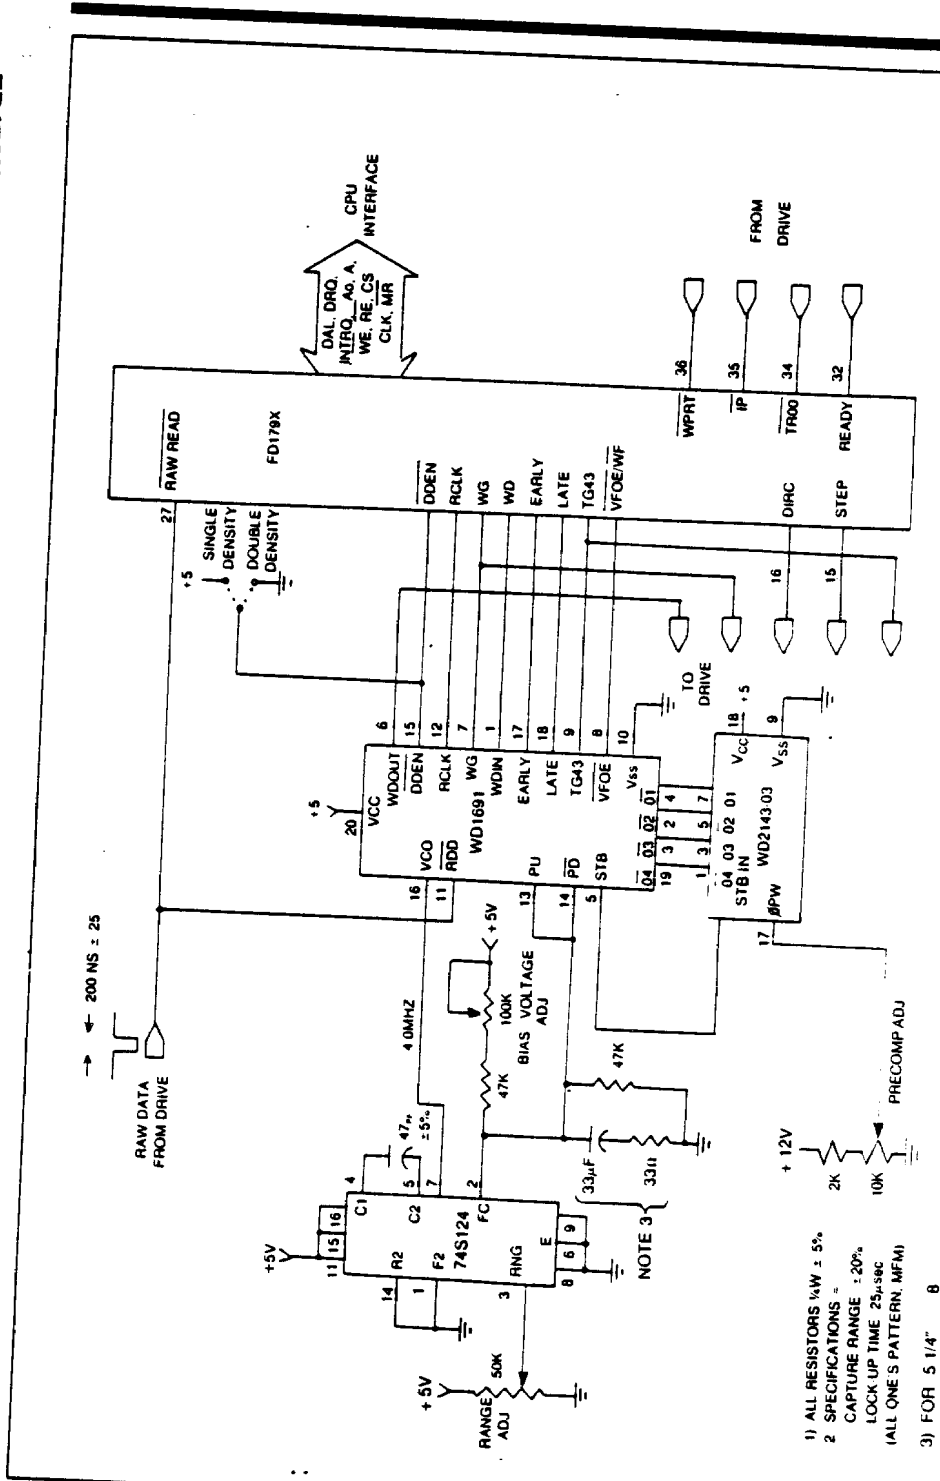 RAW DATA
FROM DRIVE
200 NS ± 25
27
RAW READ
FD179X
DAL, DRQ,
INTRQ, A0, A,
WE, RE, CS
CLK, MR
CPU
INTERFACE
+5
SINGLE
DENSITY
DOUBLE
DENSITY
DDEN
RCLK
WG
WD
EARLY
LATE
TG43
VFOE/WF
WPRT
IP
TR00
READY
36
35
34
32
FROM
DRIVE
DIRC
STEP
16
15
TO
DRIVE
+5
20
VCC
WD1691
WDOUT
DDEN
RCLK
WG
WDIN
EARLY
LATE
TG43
VFOE
VSS
6
15
12
7
1
17
18
9
8
10
VCO
RDD
16
11
PU
PD
STB
13
14
5
04 03 02 01
19 3 2 4
1 3 5 7
04 03 02 01
STB IN
WD2143-03
VCC
18
+5
VSS
9
ØPW
17
4.0MHZ
+5V
100K
BIAS VOLTAGE
ADJ
47K
47K
33µF
33Ω
NOTE 3
47
±5%
+5V
11 15 16
C1
4
C2
5
7
R2
14
F2
1
74S124
FC
2
RNG
3
E
8 6 9
+5V
50K
RANGE
ADJ
+12V
2K
10K
PRECOMP ADJ
1) ALL RESISTORS ¼W ± 5%
2 SPECIFICATIONS =
CAPTURE RANGE ± 20%
LOCK-UP TIME 25µsec
(ALL ONE'S PATTERN, MFM)
3) FOR 5 1/4" 8